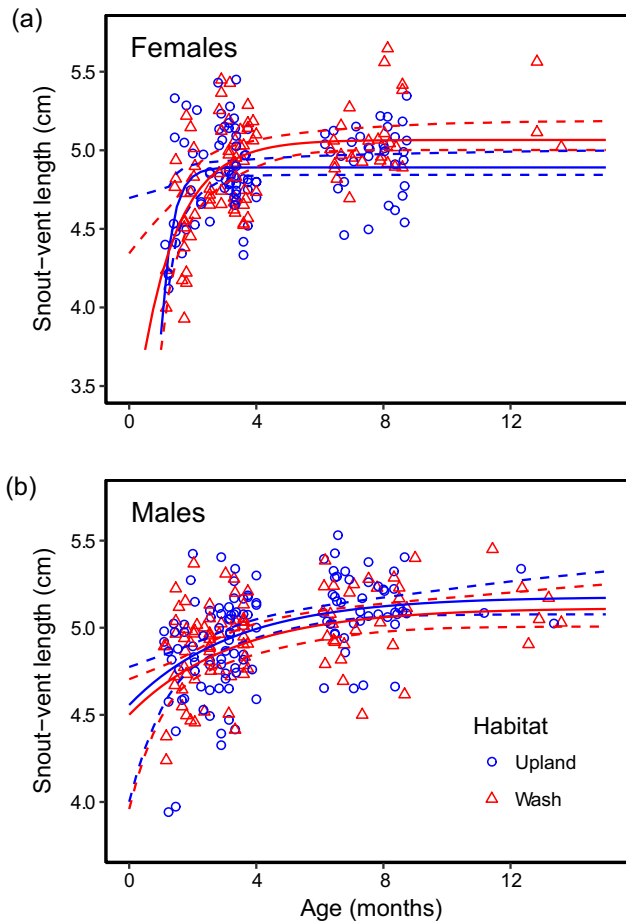 (a)
Females
Snout−vent length (cm)
5.5
5.0
4.5
4.0
3.5
0
4
8
12
(b)
Males
Snout−vent length (cm)
5.5
5.0
4.5
4.0
Habitat
Upland
Wash
0
4
8
12
Age (months)